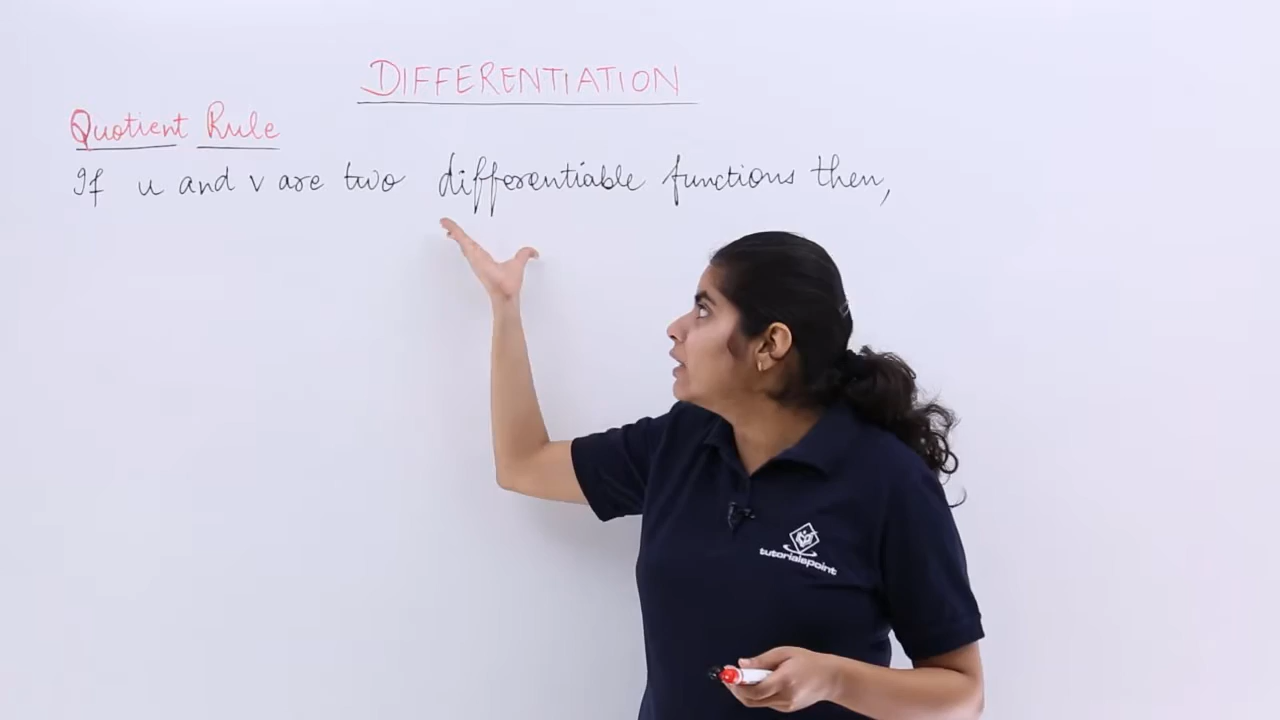 DIFFERENTIATION
Quotient Rule
If u and v are two differentiable functions then,
tutorialspoint